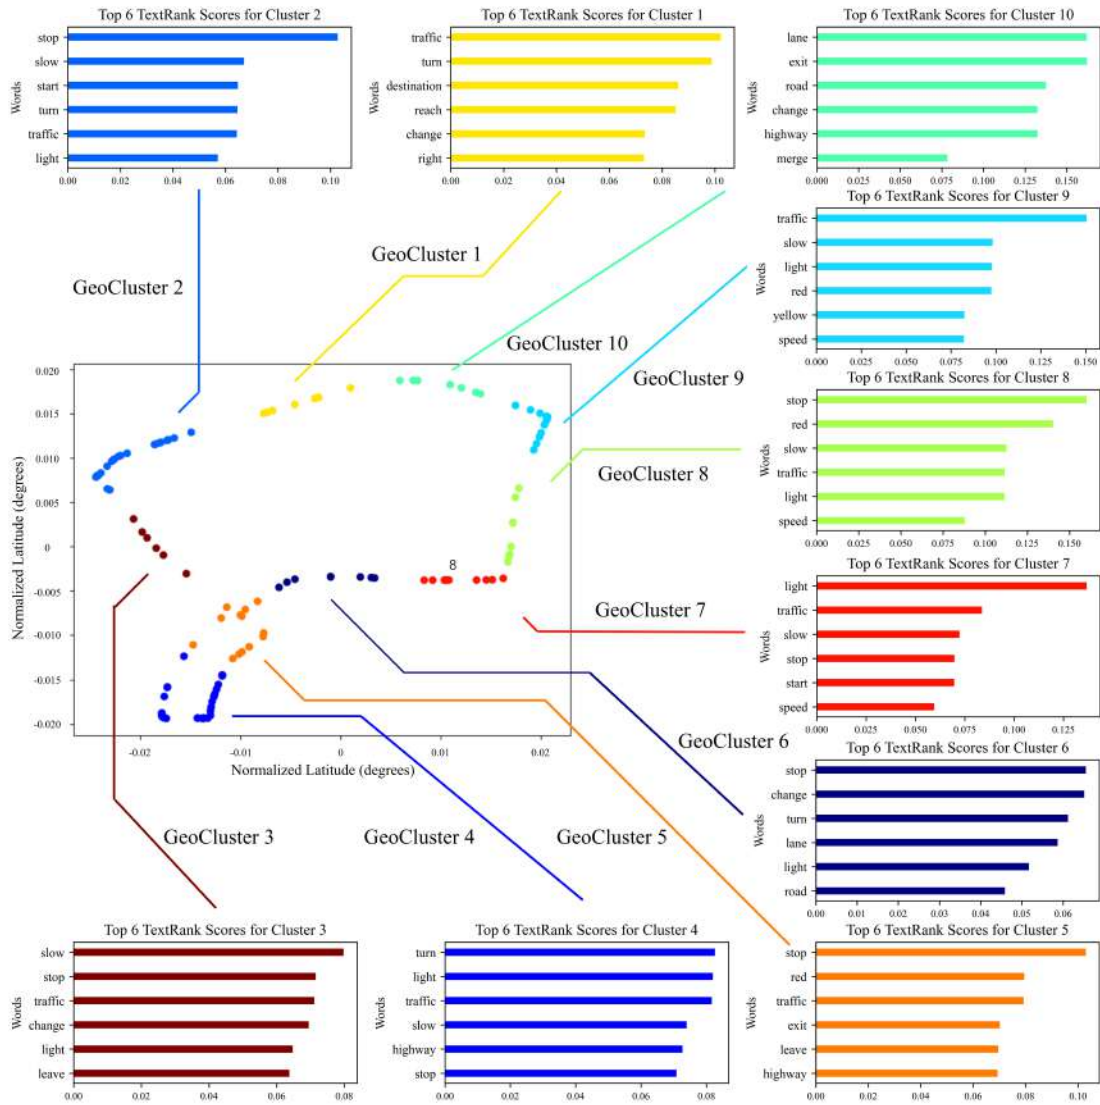 Top 6 TextRank Scores for Cluster 2
Words
stop
slow
start
turn
traffic
light
0.00 0.02 0.04 0.06 0.08 0.10
Top 6 TextRank Scores for Cluster 1
Words
traffic
turn
destination
reach
change
right
0.00 0.02 0.04 0.06 0.08 0.10
Top 6 TextRank Scores for Cluster 10
Words
lane
exit
road
change
highway
merge
0.000 0.025 0.050 0.075 0.100 0.125 0.150
Top 6 TextRank Scores for Cluster 9
Words
traffic
slow
light
red
yellow
speed
0.000 0.025 0.050 0.075 0.100 0.125 0.150
Top 6 TextRank Scores for Cluster 8
Words
stop
red
slow
traffic
light
speed
0.000 0.025 0.050 0.075 0.100 0.125 0.150
Top 6 TextRank Scores for Cluster 7
Words
light
traffic
slow
stop
start
speed
0.000 0.025 0.050 0.075 0.100 0.125
Top 6 TextRank Scores for Cluster 6
Words
stop
change
turn
lane
light
road
0.00 0.01 0.02 0.03 0.04 0.05 0.06
Top 6 TextRank Scores for Cluster 5
Words
stop
red
traffic
exit
leave
highway
0.00 0.02 0.04 0.06 0.08 0.10
Top 6 TextRank Scores for Cluster 4
Words
turn
light
traffic
slow
highway
stop
0.00 0.02 0.04 0.06 0.08
Top 6 TextRank Scores for Cluster 3
Words
slow
stop
traffic
change
light
leave
0.00 0.02 0.04 0.06 0.08
GeoCluster 1
GeoCluster 2
GeoCluster 10
GeoCluster 9
GeoCluster 8
GeoCluster 7
GeoCluster 6
GeoCluster 5
GeoCluster 4
GeoCluster 3
Normalized Latitude (degrees)
0.020
0.015
0.010
0.005
0
-0.005
-0.010
-0.015
-0.020
8
-0.02 -0.01 0 0.01 0.02
Normalized Latitude (degrees)